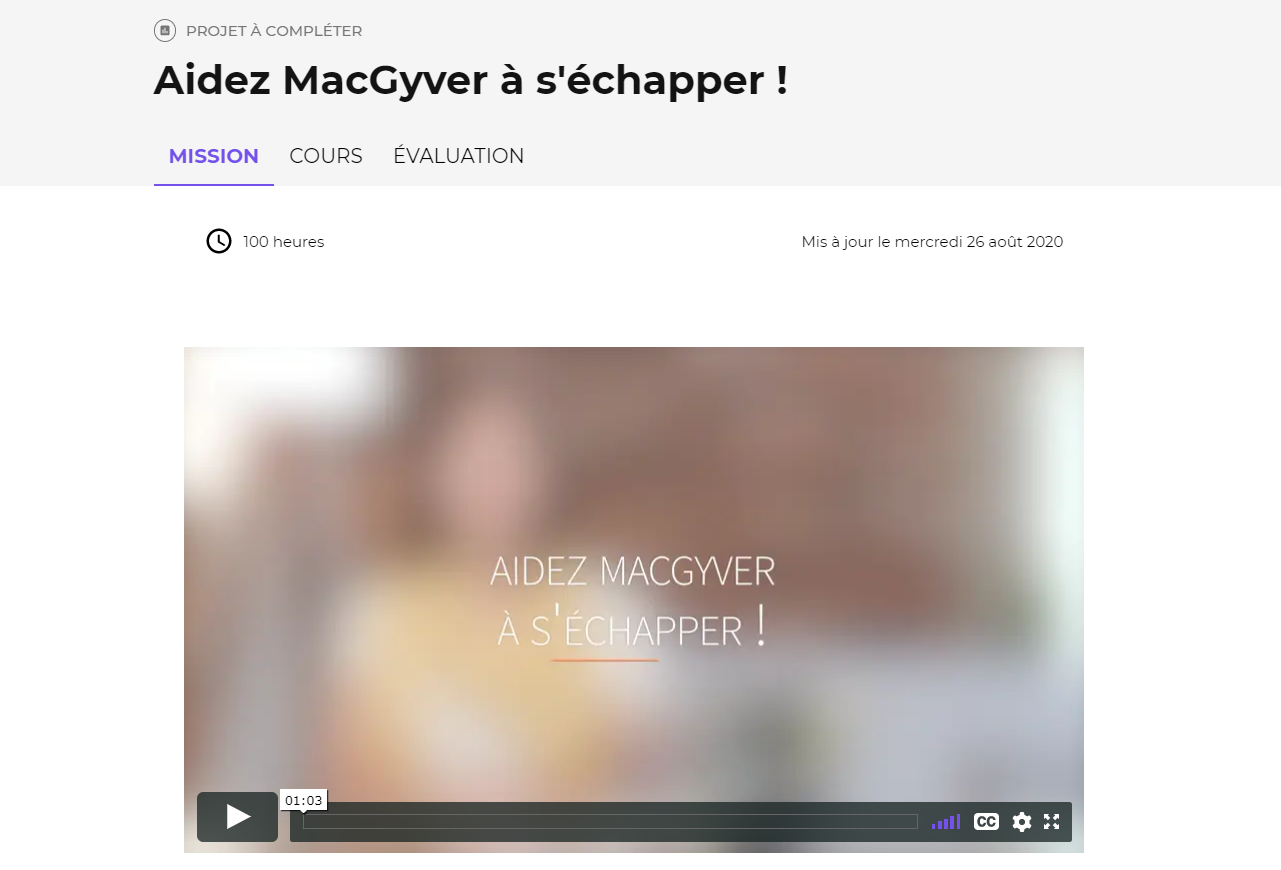 PROJET À COMPLÉTER
Aidez MacGyver à s'échapper !
MISSION COURS ÉVALUATION
100 heures Mis à jour le mercredi 26 août 2020
AIDEZ MACGYVER
À S'ÉCHAPPER !
01:03
CC